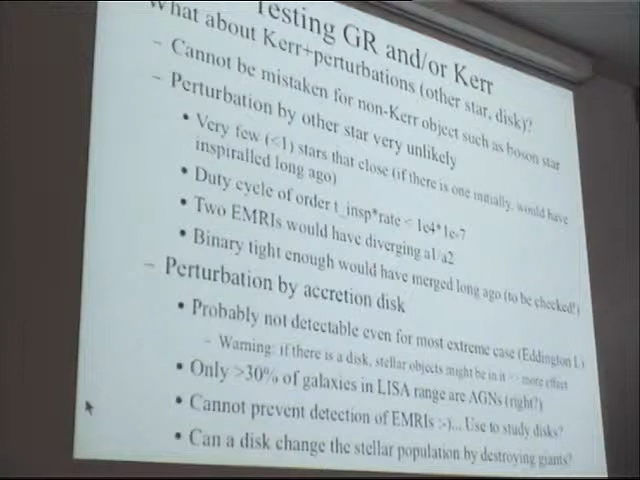 Testing GR and/or Kerr
What about Kerr+perturbations (other star, disk)?
– Cannot be mistaken for non-Kerr object such as boson star
– Perturbation by other star very unlikely
• Very few (<1) stars that close (if there is one initially, would have
inspiralled long ago)
• Duty cycle of order t_insp*rate < 1e4*1e-7
• Two EMRIs would have diverging a1/a2
• Binary tight enough would have merged long ago (to be checked!)
– Perturbation by accretion disk
• Probably not detectable even for most extreme case (Eddington L)
– Warning: if there is a disk, stellar objects might be in it => more effect
• Only >30% of galaxies in LISA range are AGNs (right?)
• Cannot prevent detection of EMRIs :-)... Use to study disks?
• Can a disk change the stellar population by destroying giants?